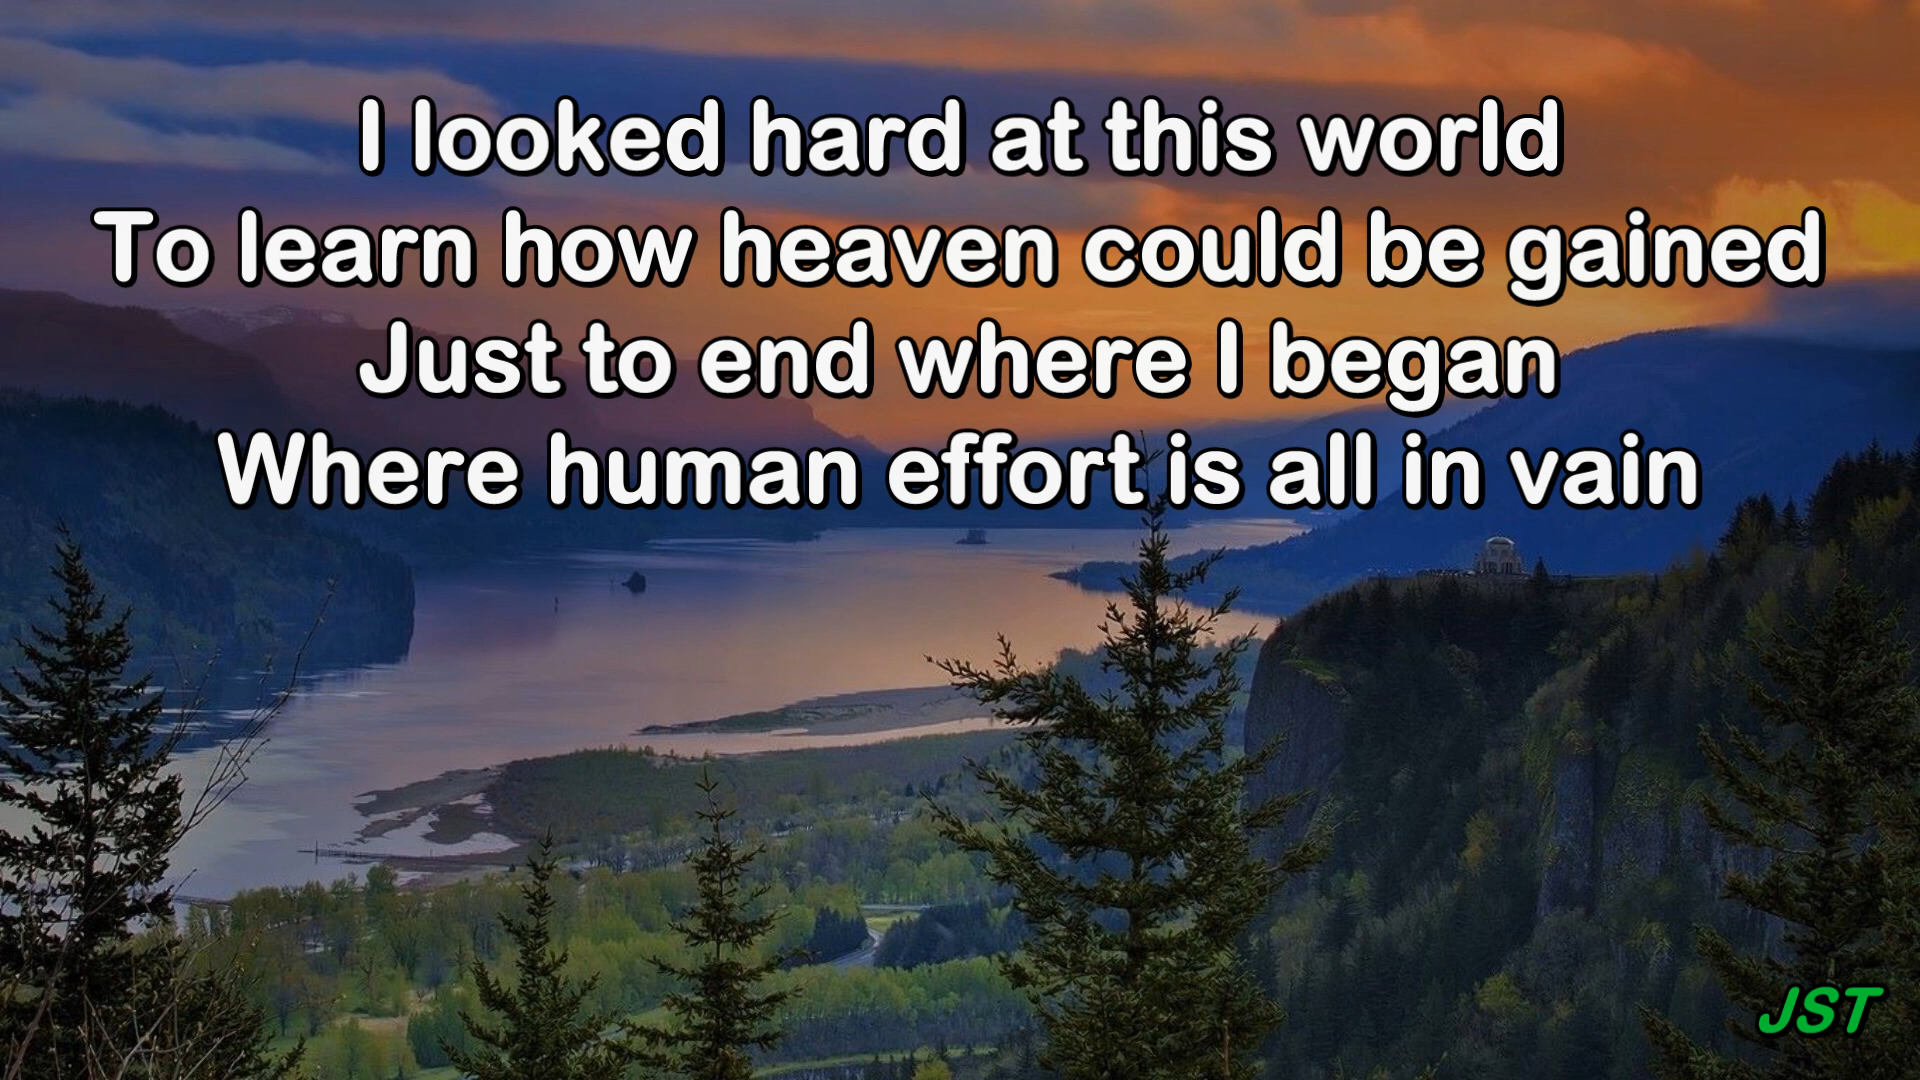 I looked hard at this world
To learn how heaven could be gained
Just to end where I began
Where human effort is all in vain
JST